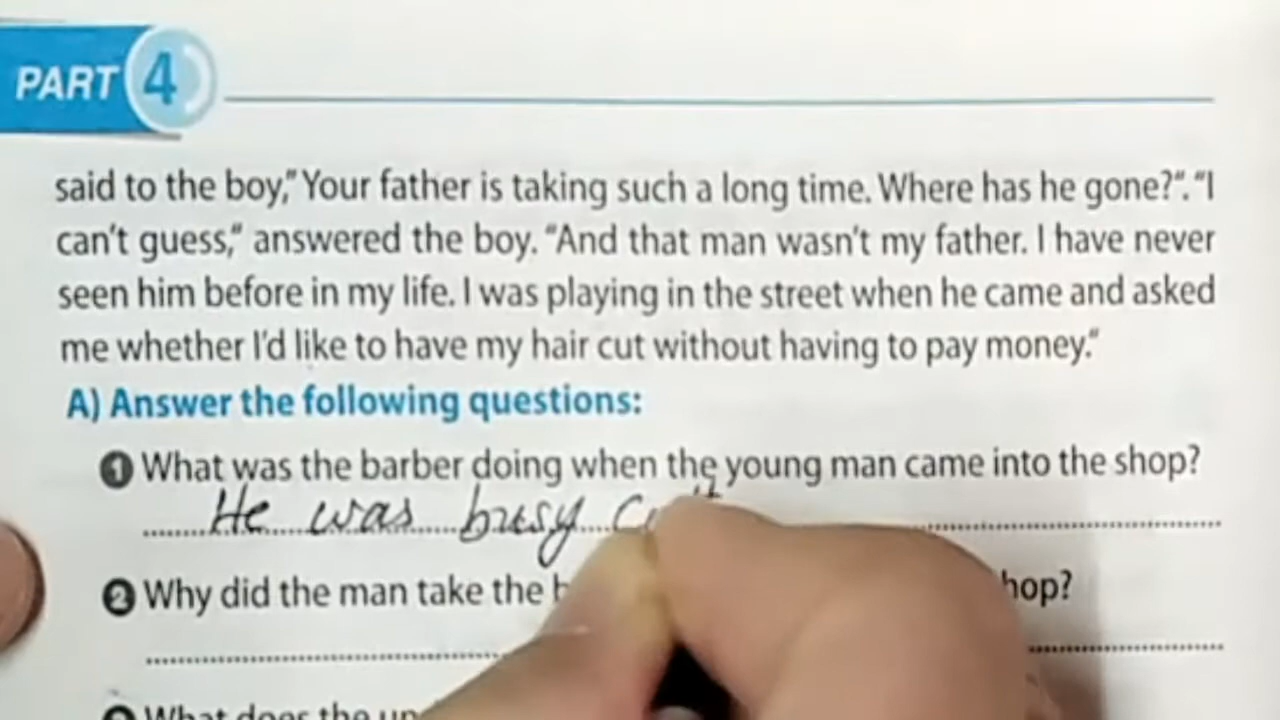 PART 4
said to the boy," Your father is taking such a long time. Where has he gone?". "I
can't guess," answered the boy. "And that man wasn't my father. I have never
seen him before in my life. I was playing in the street when he came and asked
me whether I'd like to have my hair cut without having to pay money."
A) Answer the following questions:
1 What was the barber doing when the young man came into the shop?
He was busy
2 Why did the man take the hop?
What does the